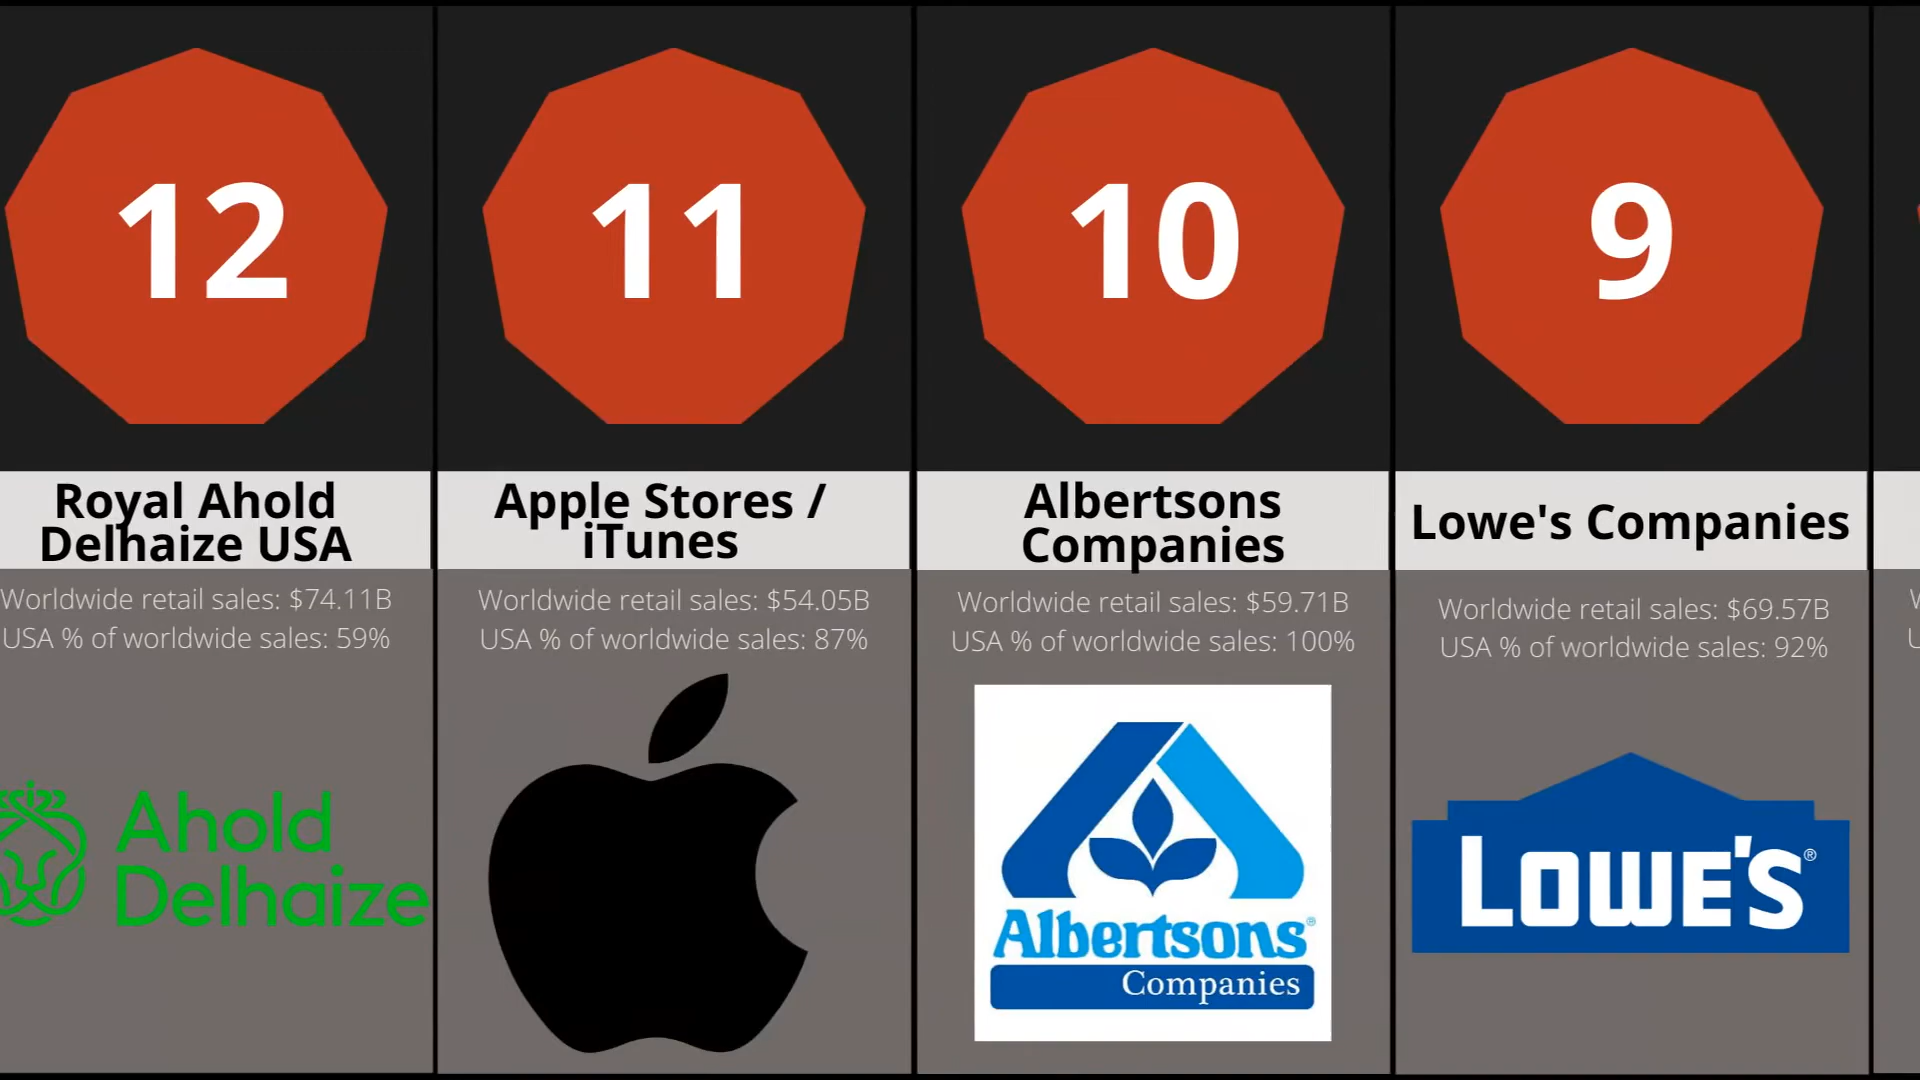 12
Royal Ahold
Delhaize USA
Worldwide retail sales: $74.11B
USA % of worldwide sales: 59%
Ahold
Delhaize
11
Apple Stores /
iTunes
Worldwide retail sales: $54.05B
USA % of worldwide sales: 87%
10
Albertsons
Companies
Worldwide retail sales: $59.71B
USA % of worldwide sales: 100%
Albertsons®
Companies
9
Lowe's Companies
Worldwide retail sales: $69.57B
USA % of worldwide sales: 92%
LOWE'S®